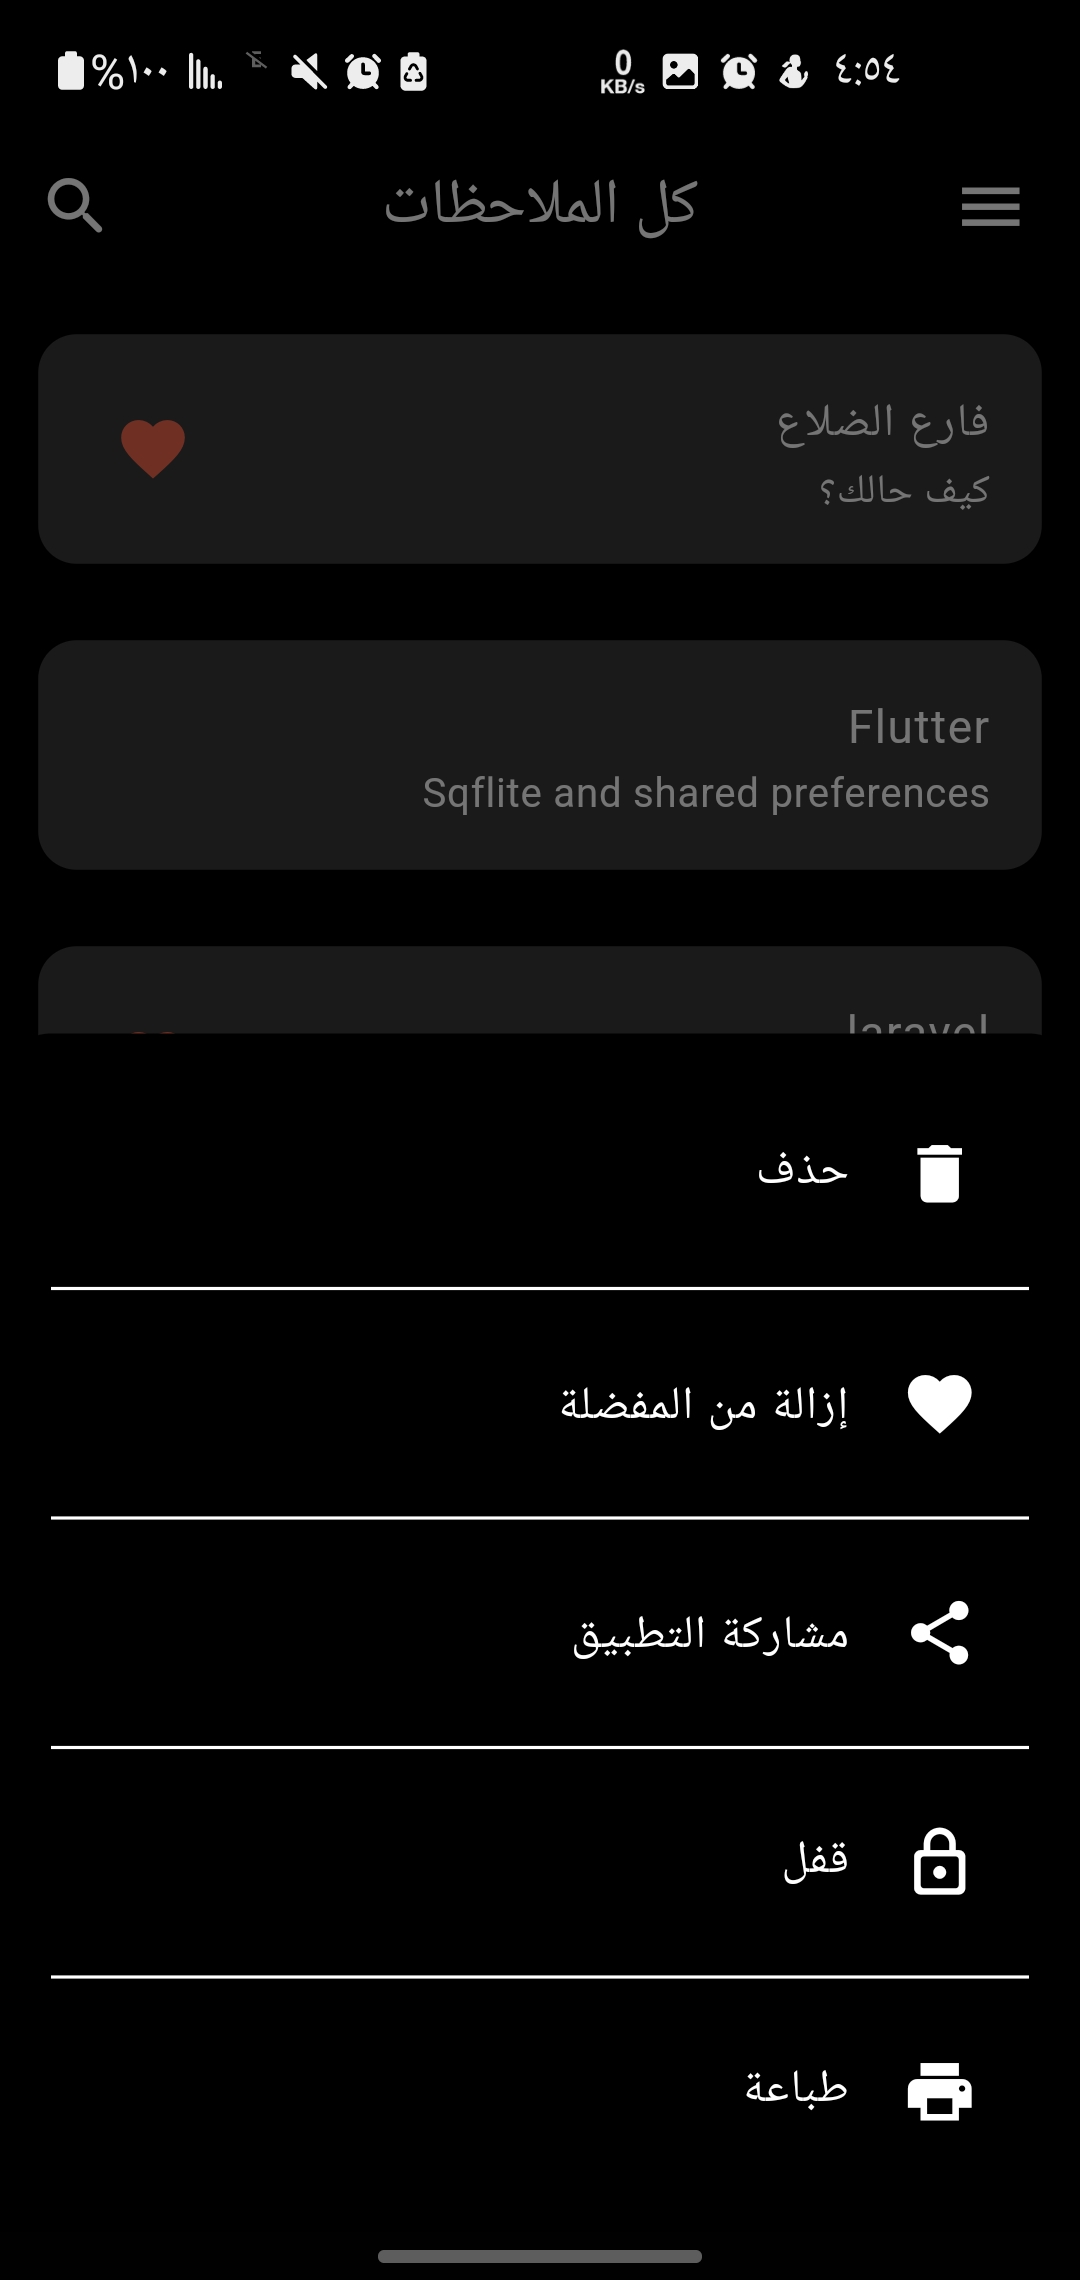 %١٠٠
0
KB/s
٤:٥٤
كل الملاحظات
فارع الضلاع
كيف حالك؟
Flutter
Sqflite and shared preferences
laravel
حذف
إزالة من المفضلة
مشاركة التطبيق
قفل
طباعة